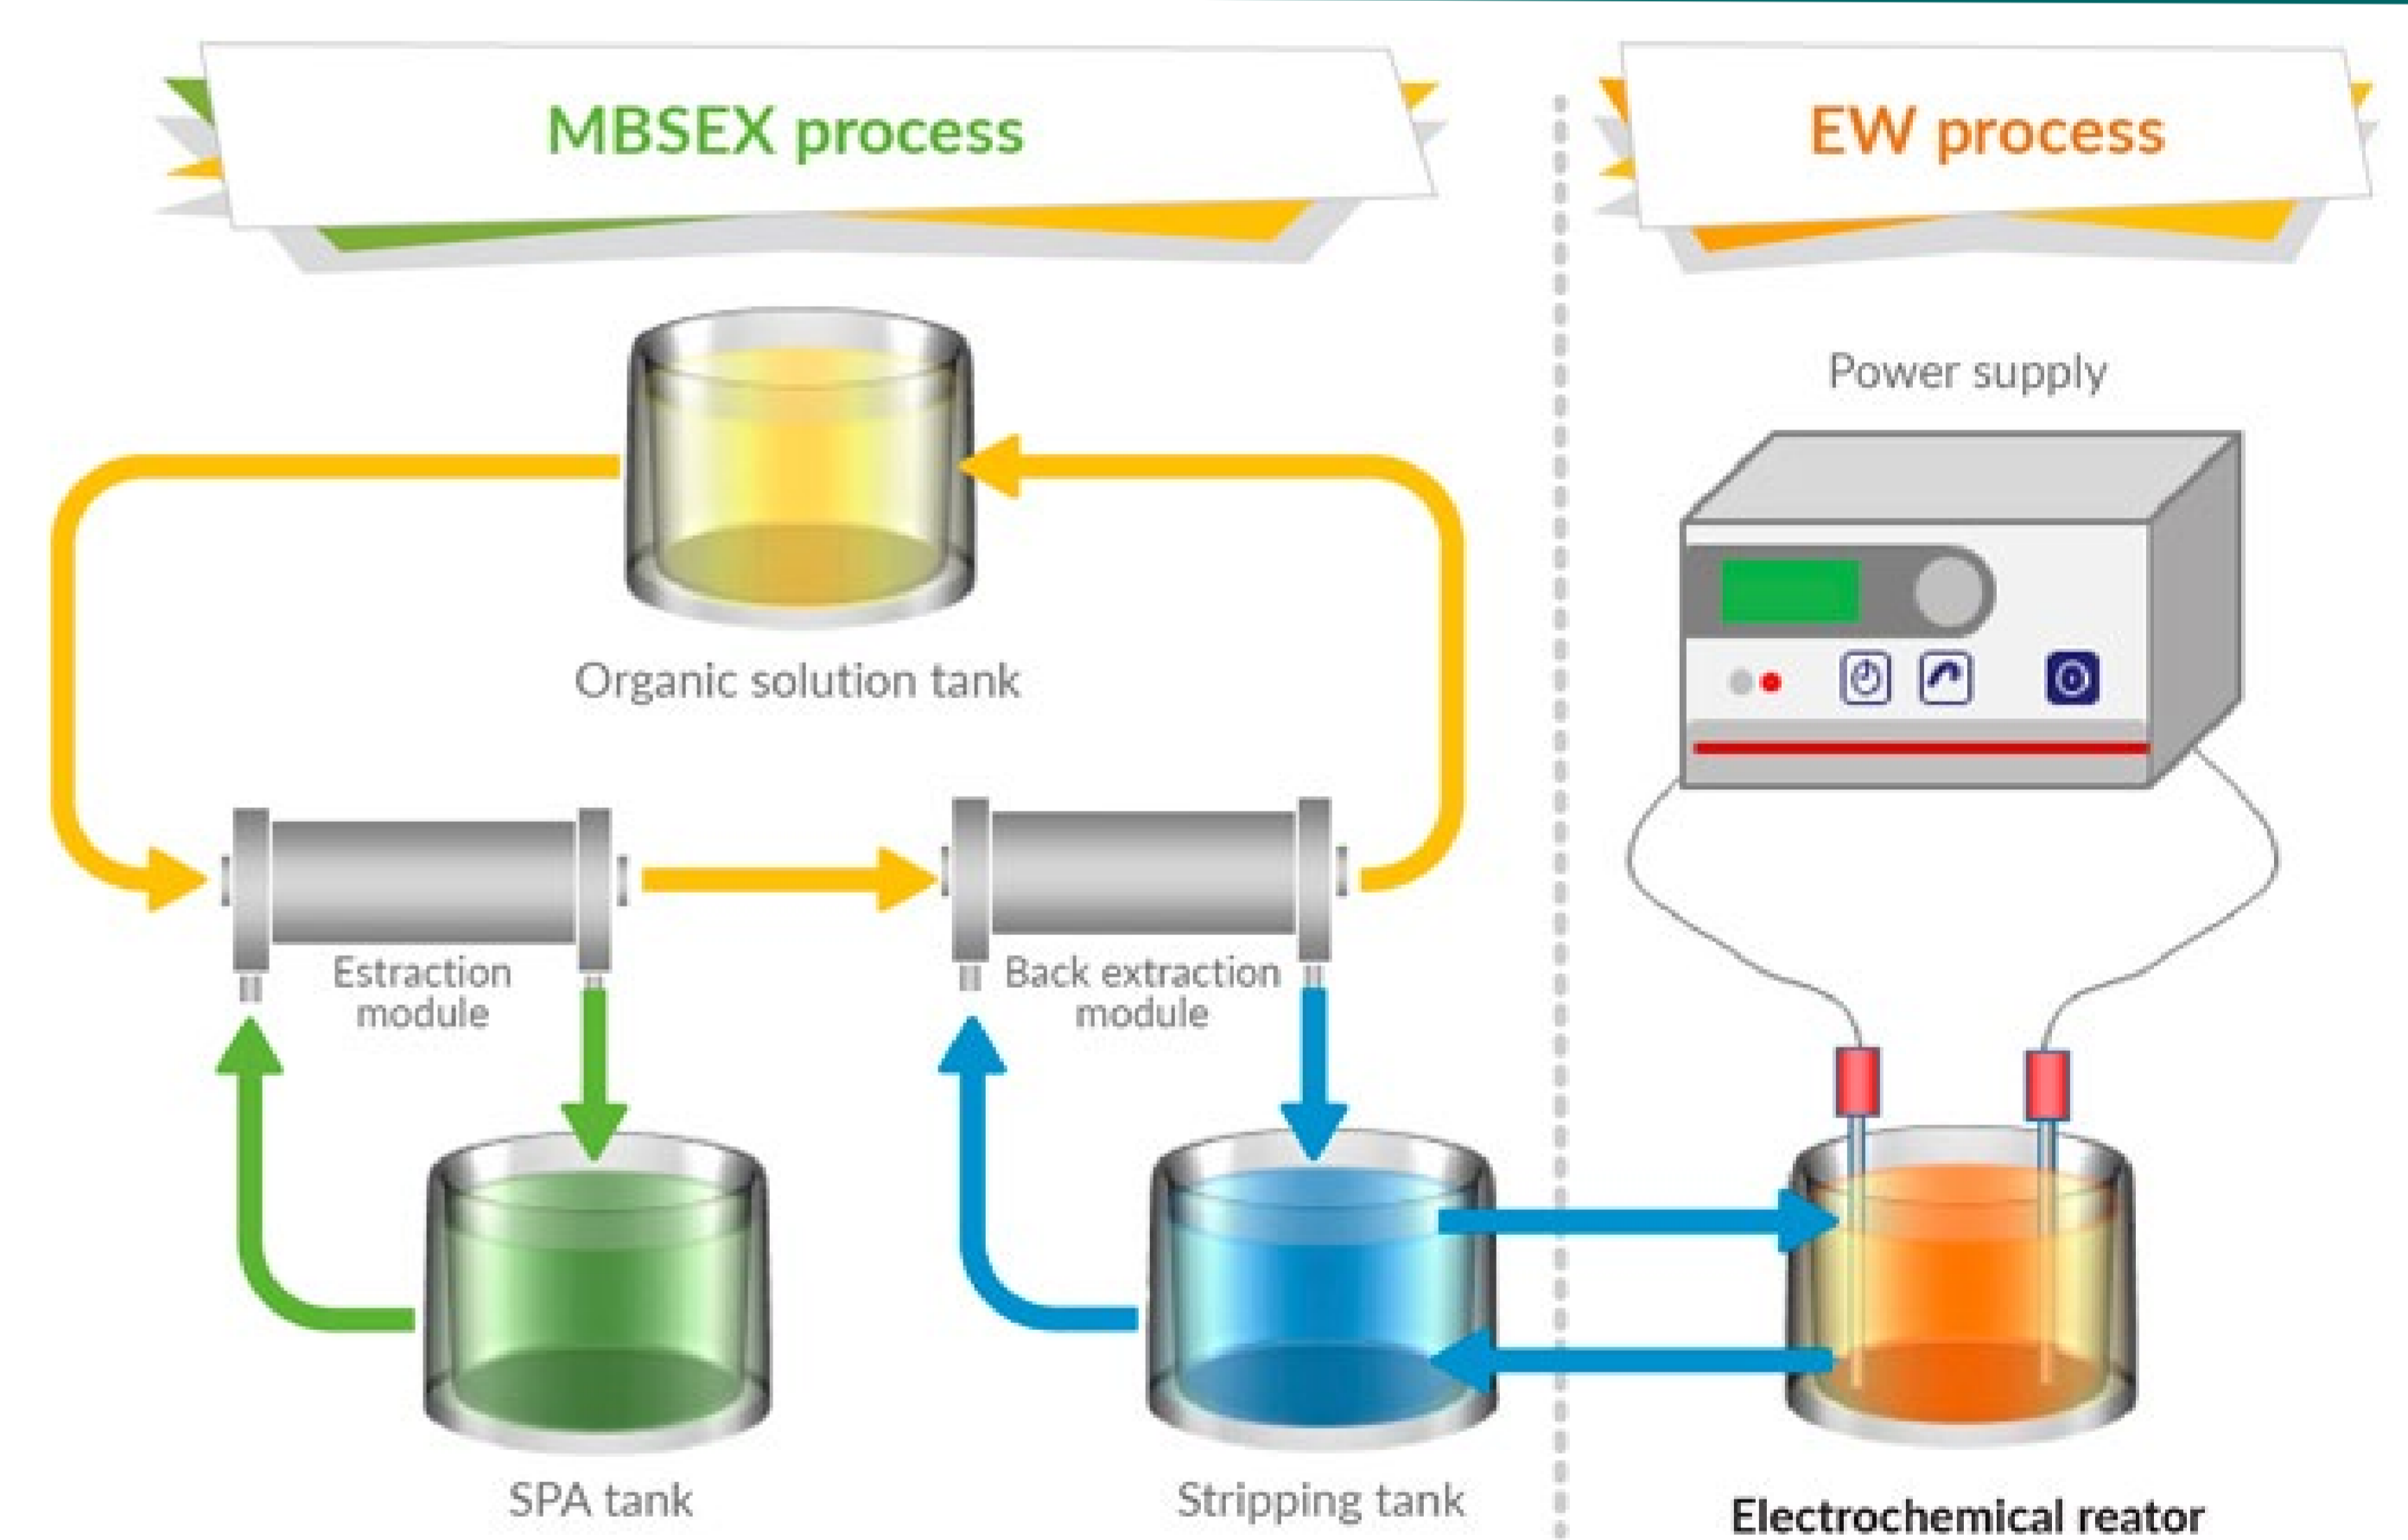 MBSEX process
EW process
Power supply
Organic solution tank
Estraction
module
Back extraction
module
SPA tank
Stripping tank
Electrochemical reator